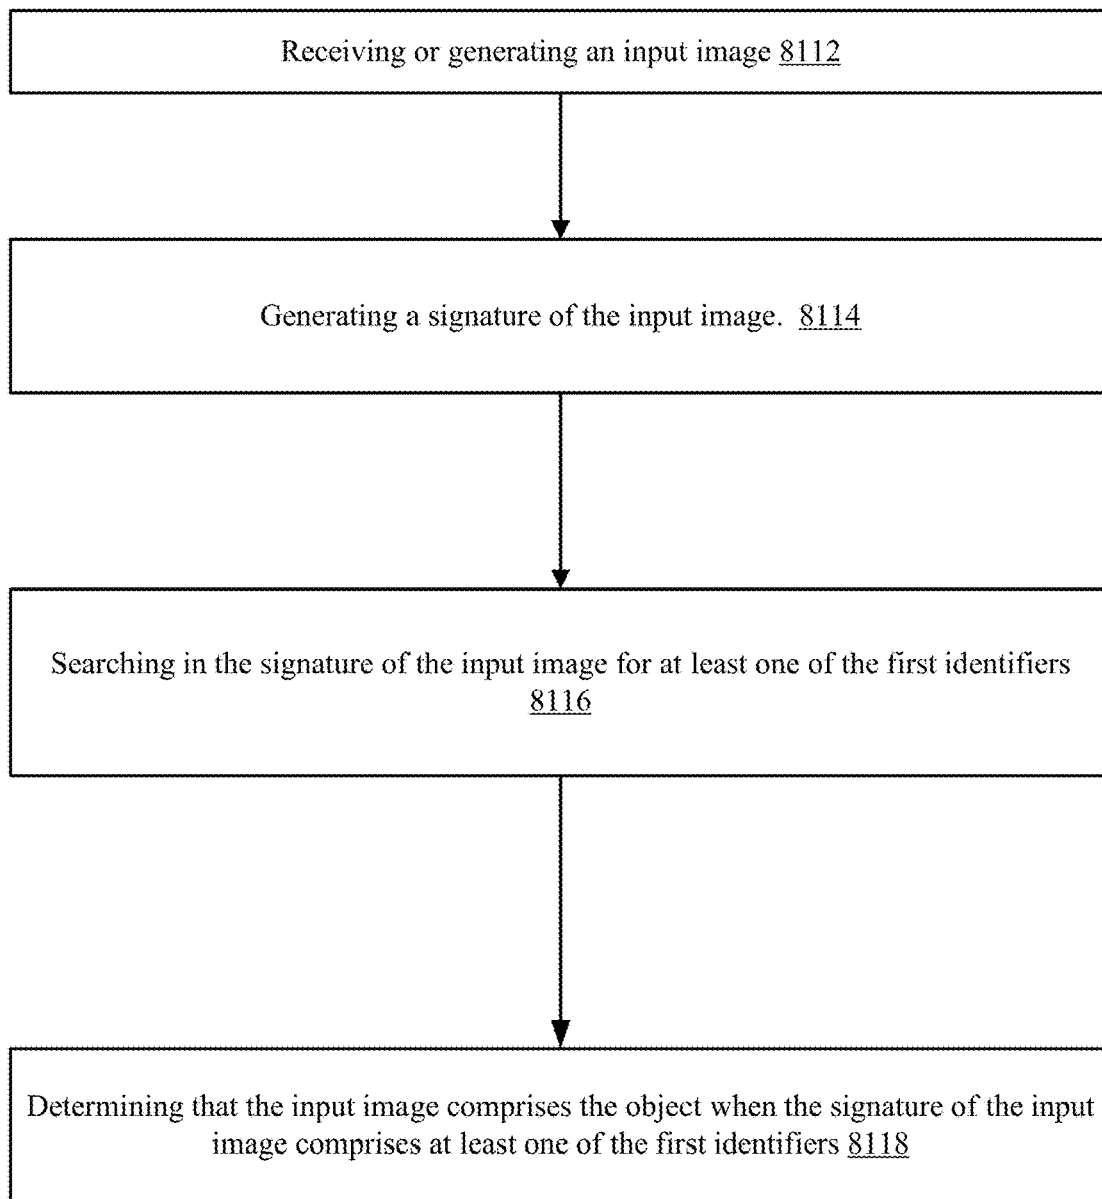 Receiving or generating an input image 8112
Generating a signature of the input image. 8114
Searching in the signature of the input image for at least one of the first identifiers
8116
Determining that the input image comprises the object when the signature of the input
image comprises at least one of the first identifiers 8118